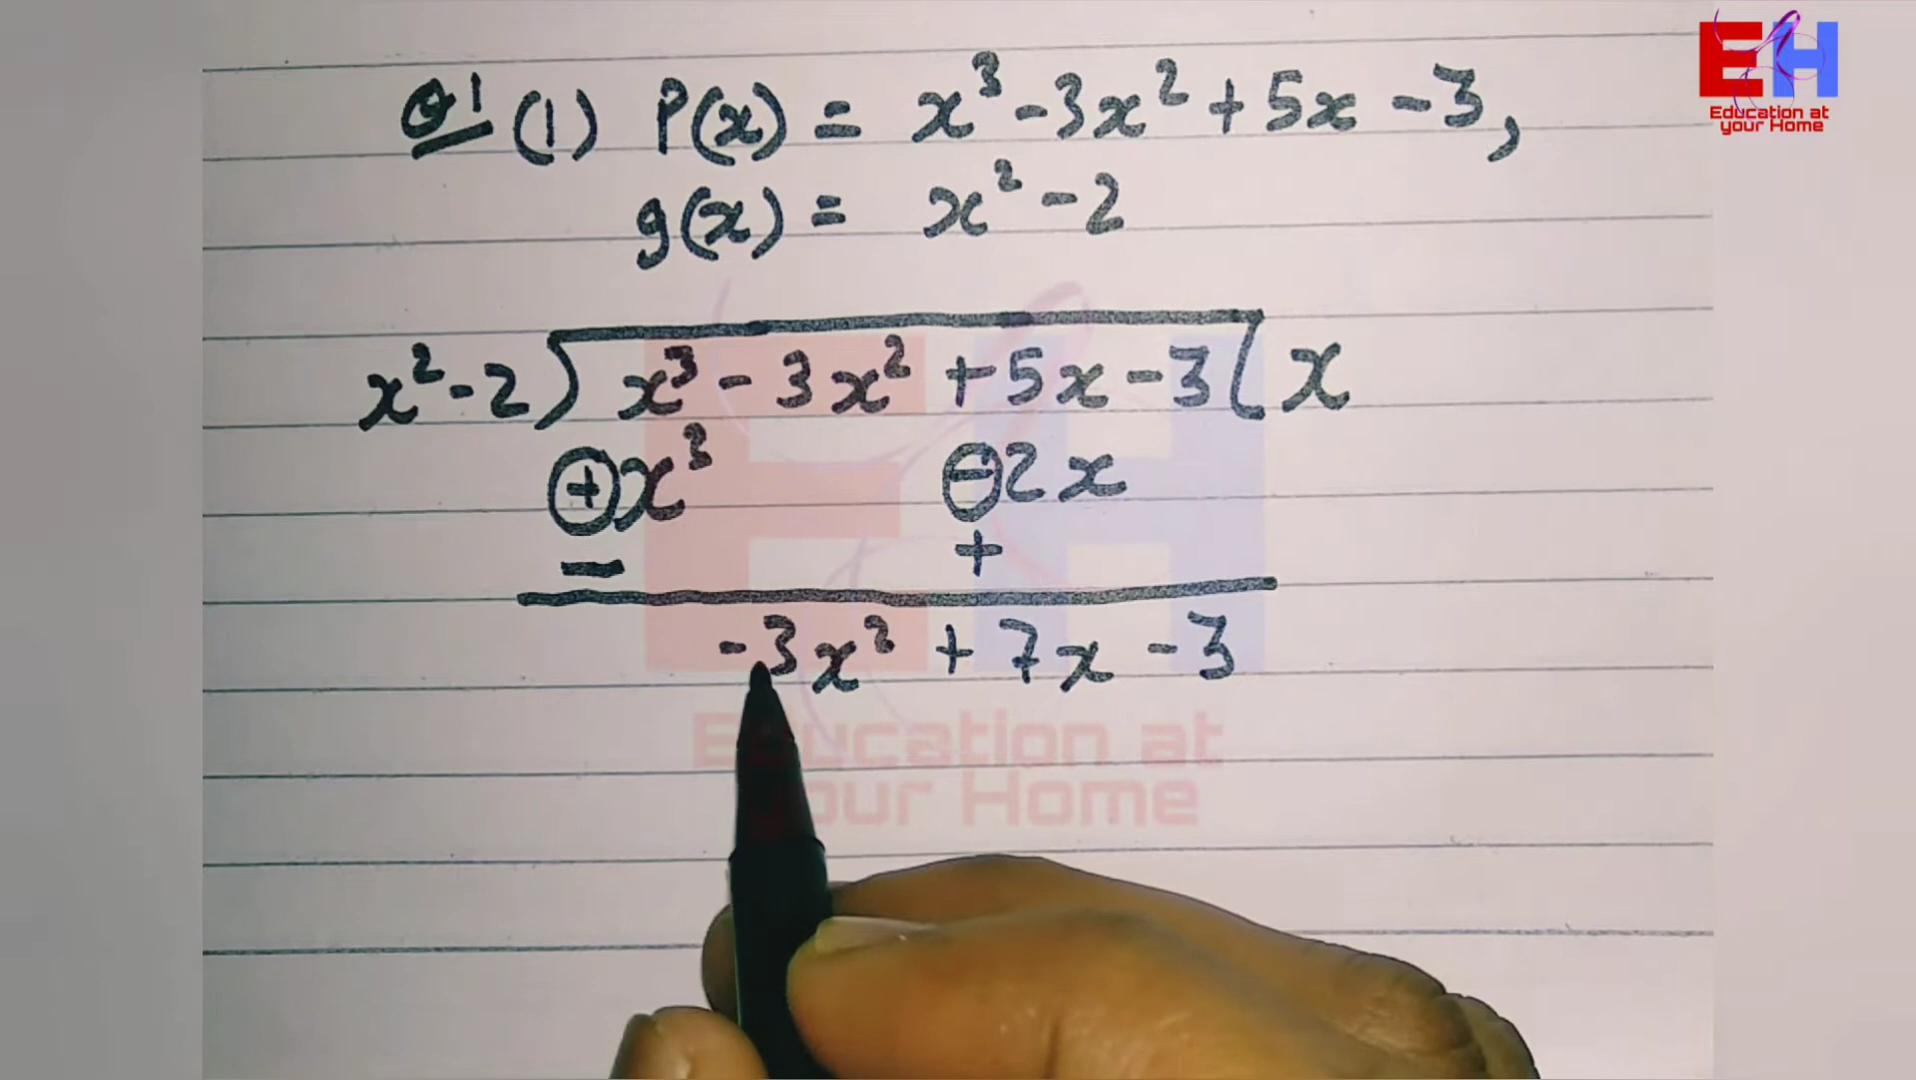 Q1 (1) P(x) = x³ - 3x² + 5x - 3,
g(x) = x² - 2
x² - 2 ) x³ - 3x² + 5x - 3 ( x
⊕x³ ⊖2x
- +
-3x² + 7x - 3
EH
Education at
your Home
EH
Education at
your Home